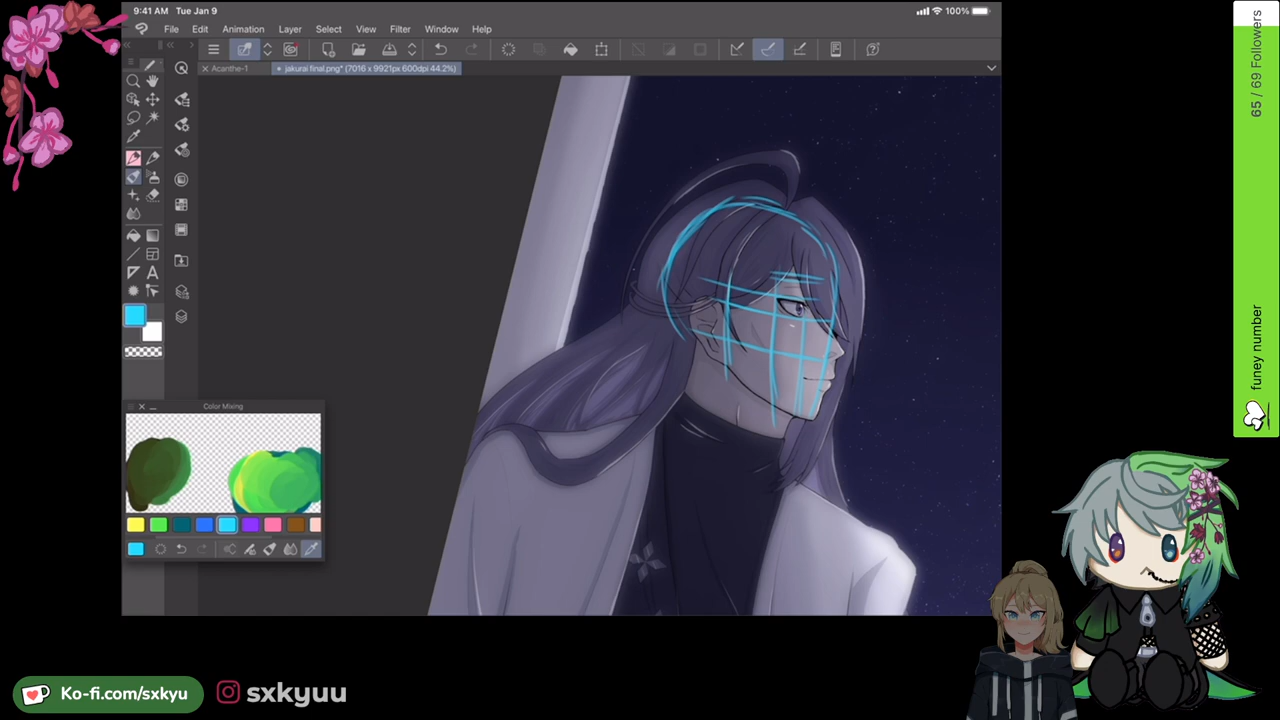 9:41 AM Tue Jan 9
100%
File Edit Animation Layer Select View Filter Window Help
Acanthe-1
jakurai final.png* (7016 x 9921px 600dpi 44.2%)
A
Color Mixing
65 / 69 Followers
funey number
Ko-fi.com/sxkyu
sxkyuu